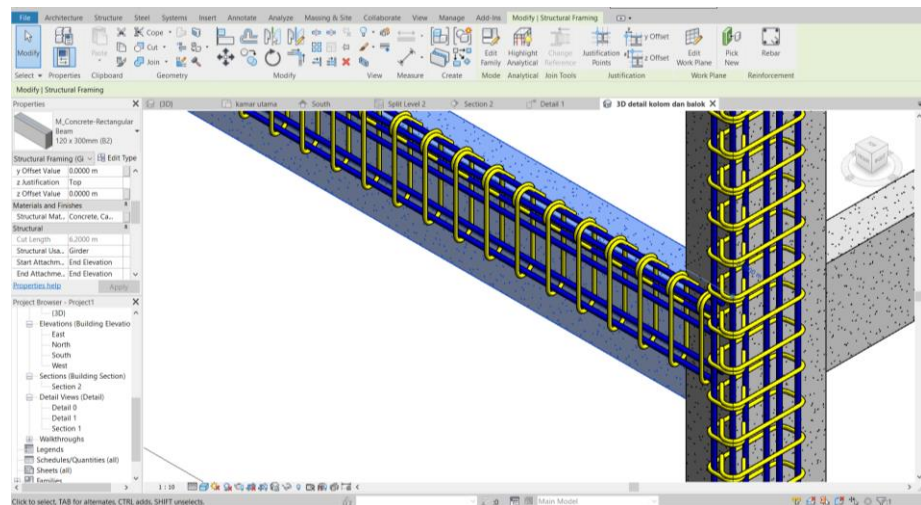 File Architecture Structure Steel Systems Insert Annotate Analyze Massing & Site Collaborate View Manage Add-Ins Modify | Structural Framing
Modify
Paste
Cope
Cut
Join
Edit Family
Highlight Analytical
Change Reference
Justification Points
y Offset
z Offset
Edit Work Plane
Pick New
Rebar
Select Properties Clipboard Geometry Modify View Measure Create Mode Analytical Join Tools Justification Work Plane Reinforcement
Modify | Structural Framing
Properties
(3D) kamar utama South Split Level 2 Section 2 Detail 1 3D detail kolom dan balok
M_Concrete-Rectangular
Beam
120 x 300mm (B2)
Structural Framing (Gi Edit Type
y Offset Value 0.0000 m
z Justification Top
z Offset Value 0.0000 m
Materials and Finishes
Structural Mat... Concrete, Ca...
Structural
Cut Length 6.2000 m
Structural Usa... Girder
Start Attachm... End Elevation
End Attachme... End Elevation
Properties help Apply
Project Browser - Project1
(3D)
Elevations (Building Elevatio
East
North
South
West
Sections (Building Section)
Section 2
Detail Views (Detail)
Detail 0
Detail 1
Section 1
Walkthroughs
Legends
Schedules/Quantities (all)
Sheets (all)
Families
1 : 10
Click to select, TAB for alternates, CTRL adds, SHIFT unselects.
:0 Main Model
:1